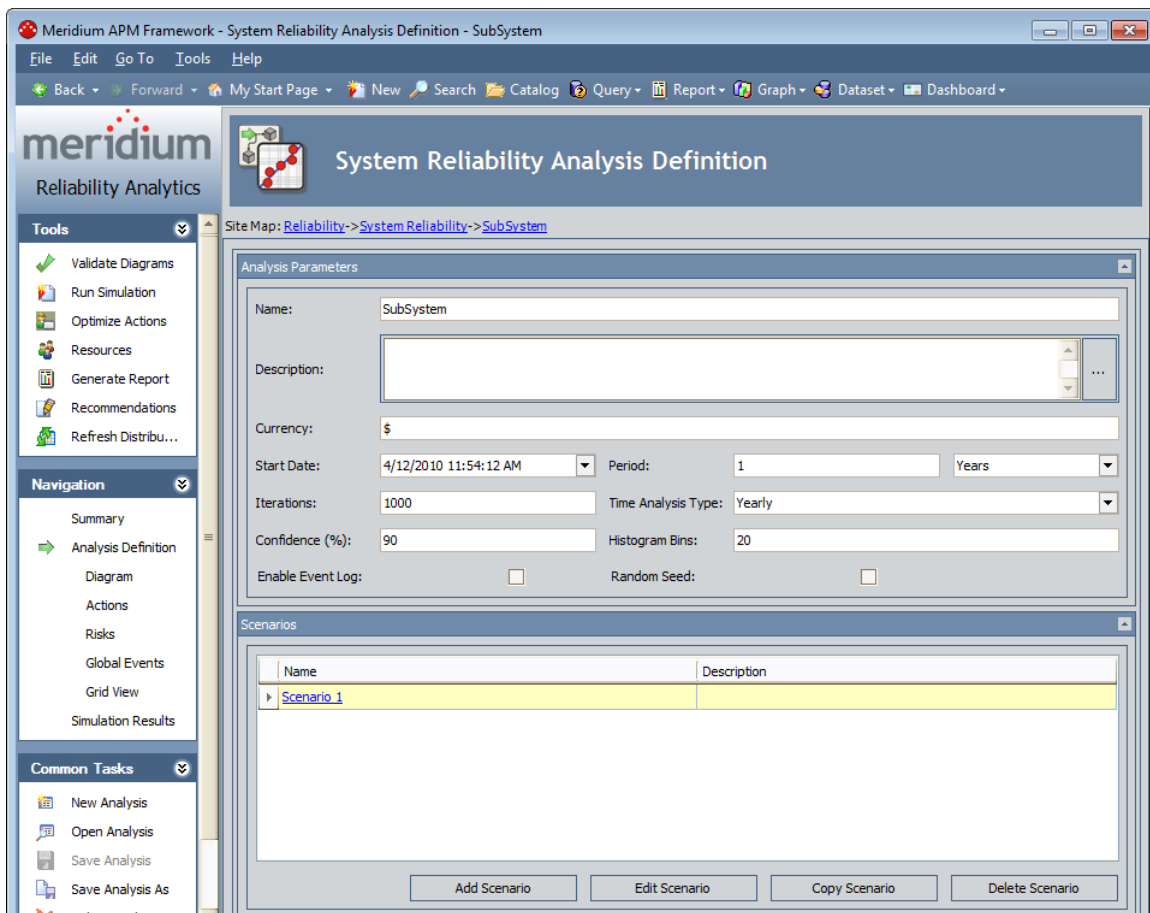 Meridium APM Framework - System Reliability Analysis Definition - SubSystem
File Edit Go To Tools Help
Back Forward My Start Page New Search Catalog Query Report Graph Dataset Dashboard
meridium
Reliability Analytics
System Reliability Analysis Definition
Site Map: Reliability->System Reliability->SubSystem
Tools
Validate Diagrams
Run Simulation
Optimize Actions
Resources
Generate Report
Recommendations
Refresh Distribu...
Navigation
Summary
Analysis Definition
Diagram
Actions
Risks
Global Events
Grid View
Simulation Results
Common Tasks
New Analysis
Open Analysis
Save Analysis
Save Analysis As
Analysis Parameters
Name: SubSystem
Description: ...
Currency: $
Start Date: 4/12/2010 11:54:12 AM Period: 1 Years
Iterations: 1000 Time Analysis Type: Yearly
Confidence (%): 90 Histogram Bins: 20
Enable Event Log: Random Seed:
Scenarios
Name Description
Scenario 1
Add Scenario Edit Scenario Copy Scenario Delete Scenario